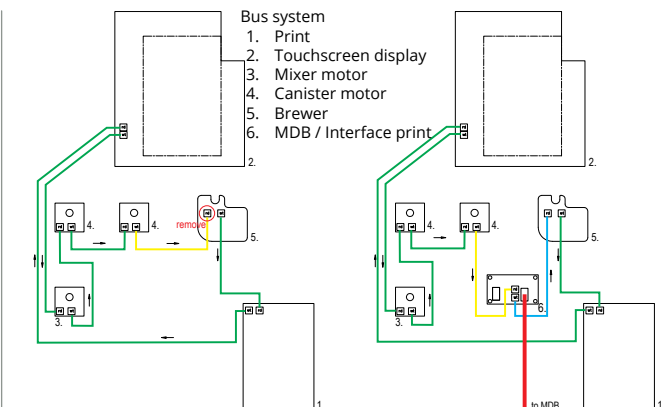 Bus system
1. Print
2. Touchscreen display
3. Mixer motor
4. Canister motor
5. Brewer
6. MDB / Interface print
2.
2.
4.
4.
remove
5.
4.
4.
5.
3.
3.
6.
1.
to MDB
1.